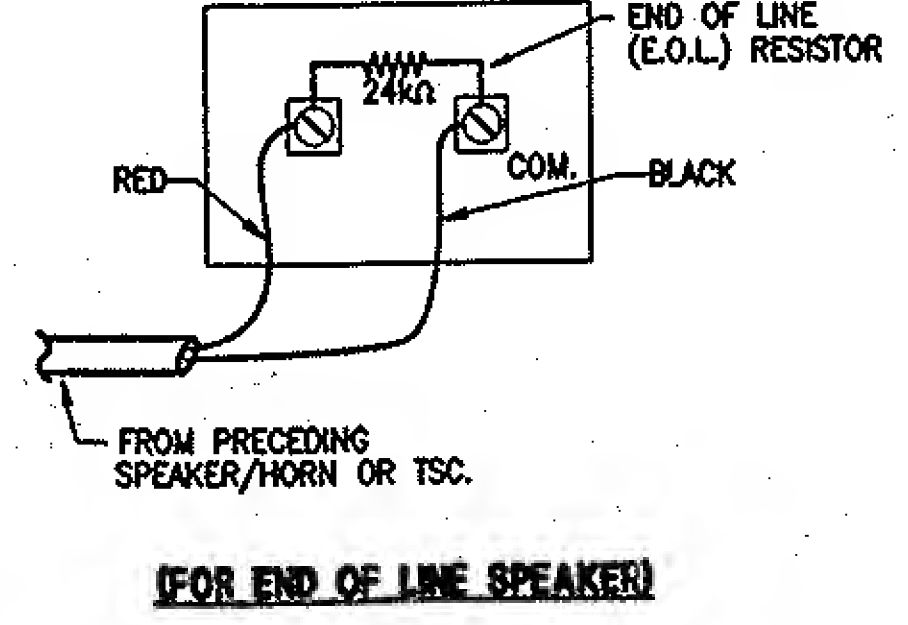 END OF LINE
(E.O.L.) RESISTOR
24kΩ
COM.
RED
BLACK
FROM PRECEDING
SPEAKER/HORN OR TSC.
(FOR END OF LINE SPEAKER)